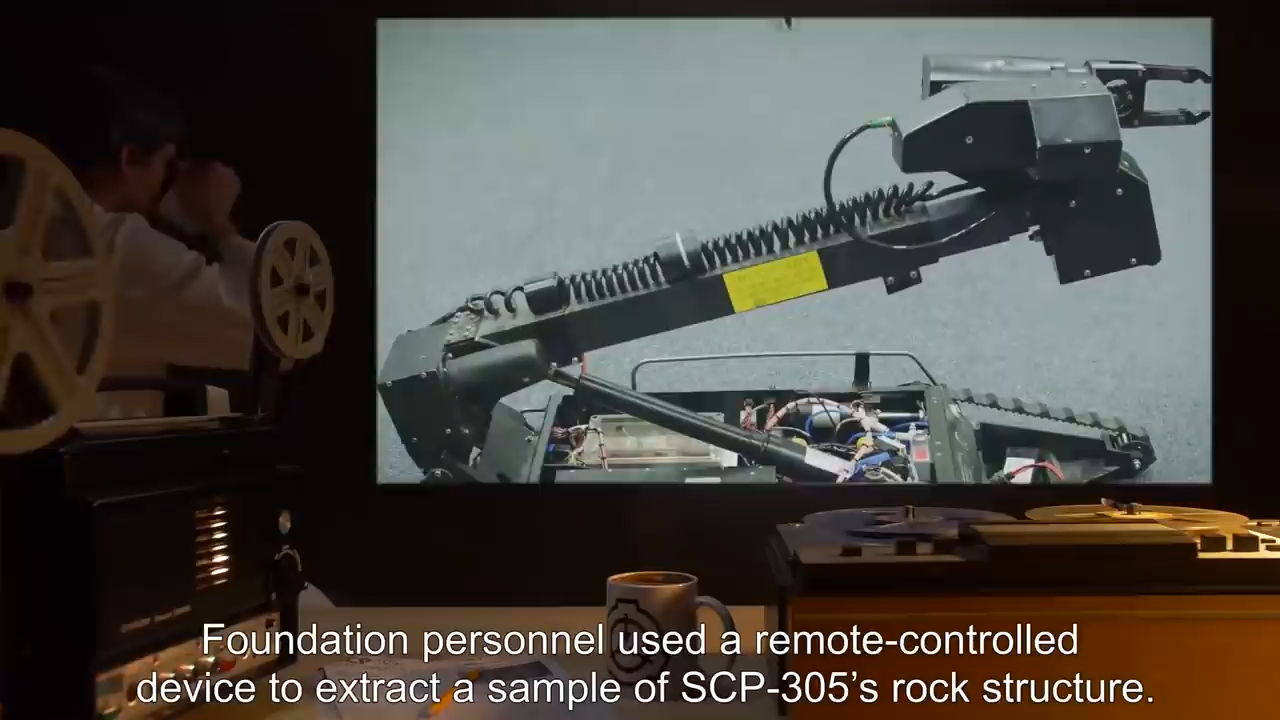 Foundation personnel used a remote-controlled
device to extract a sample of SCP-305’s rock structure.